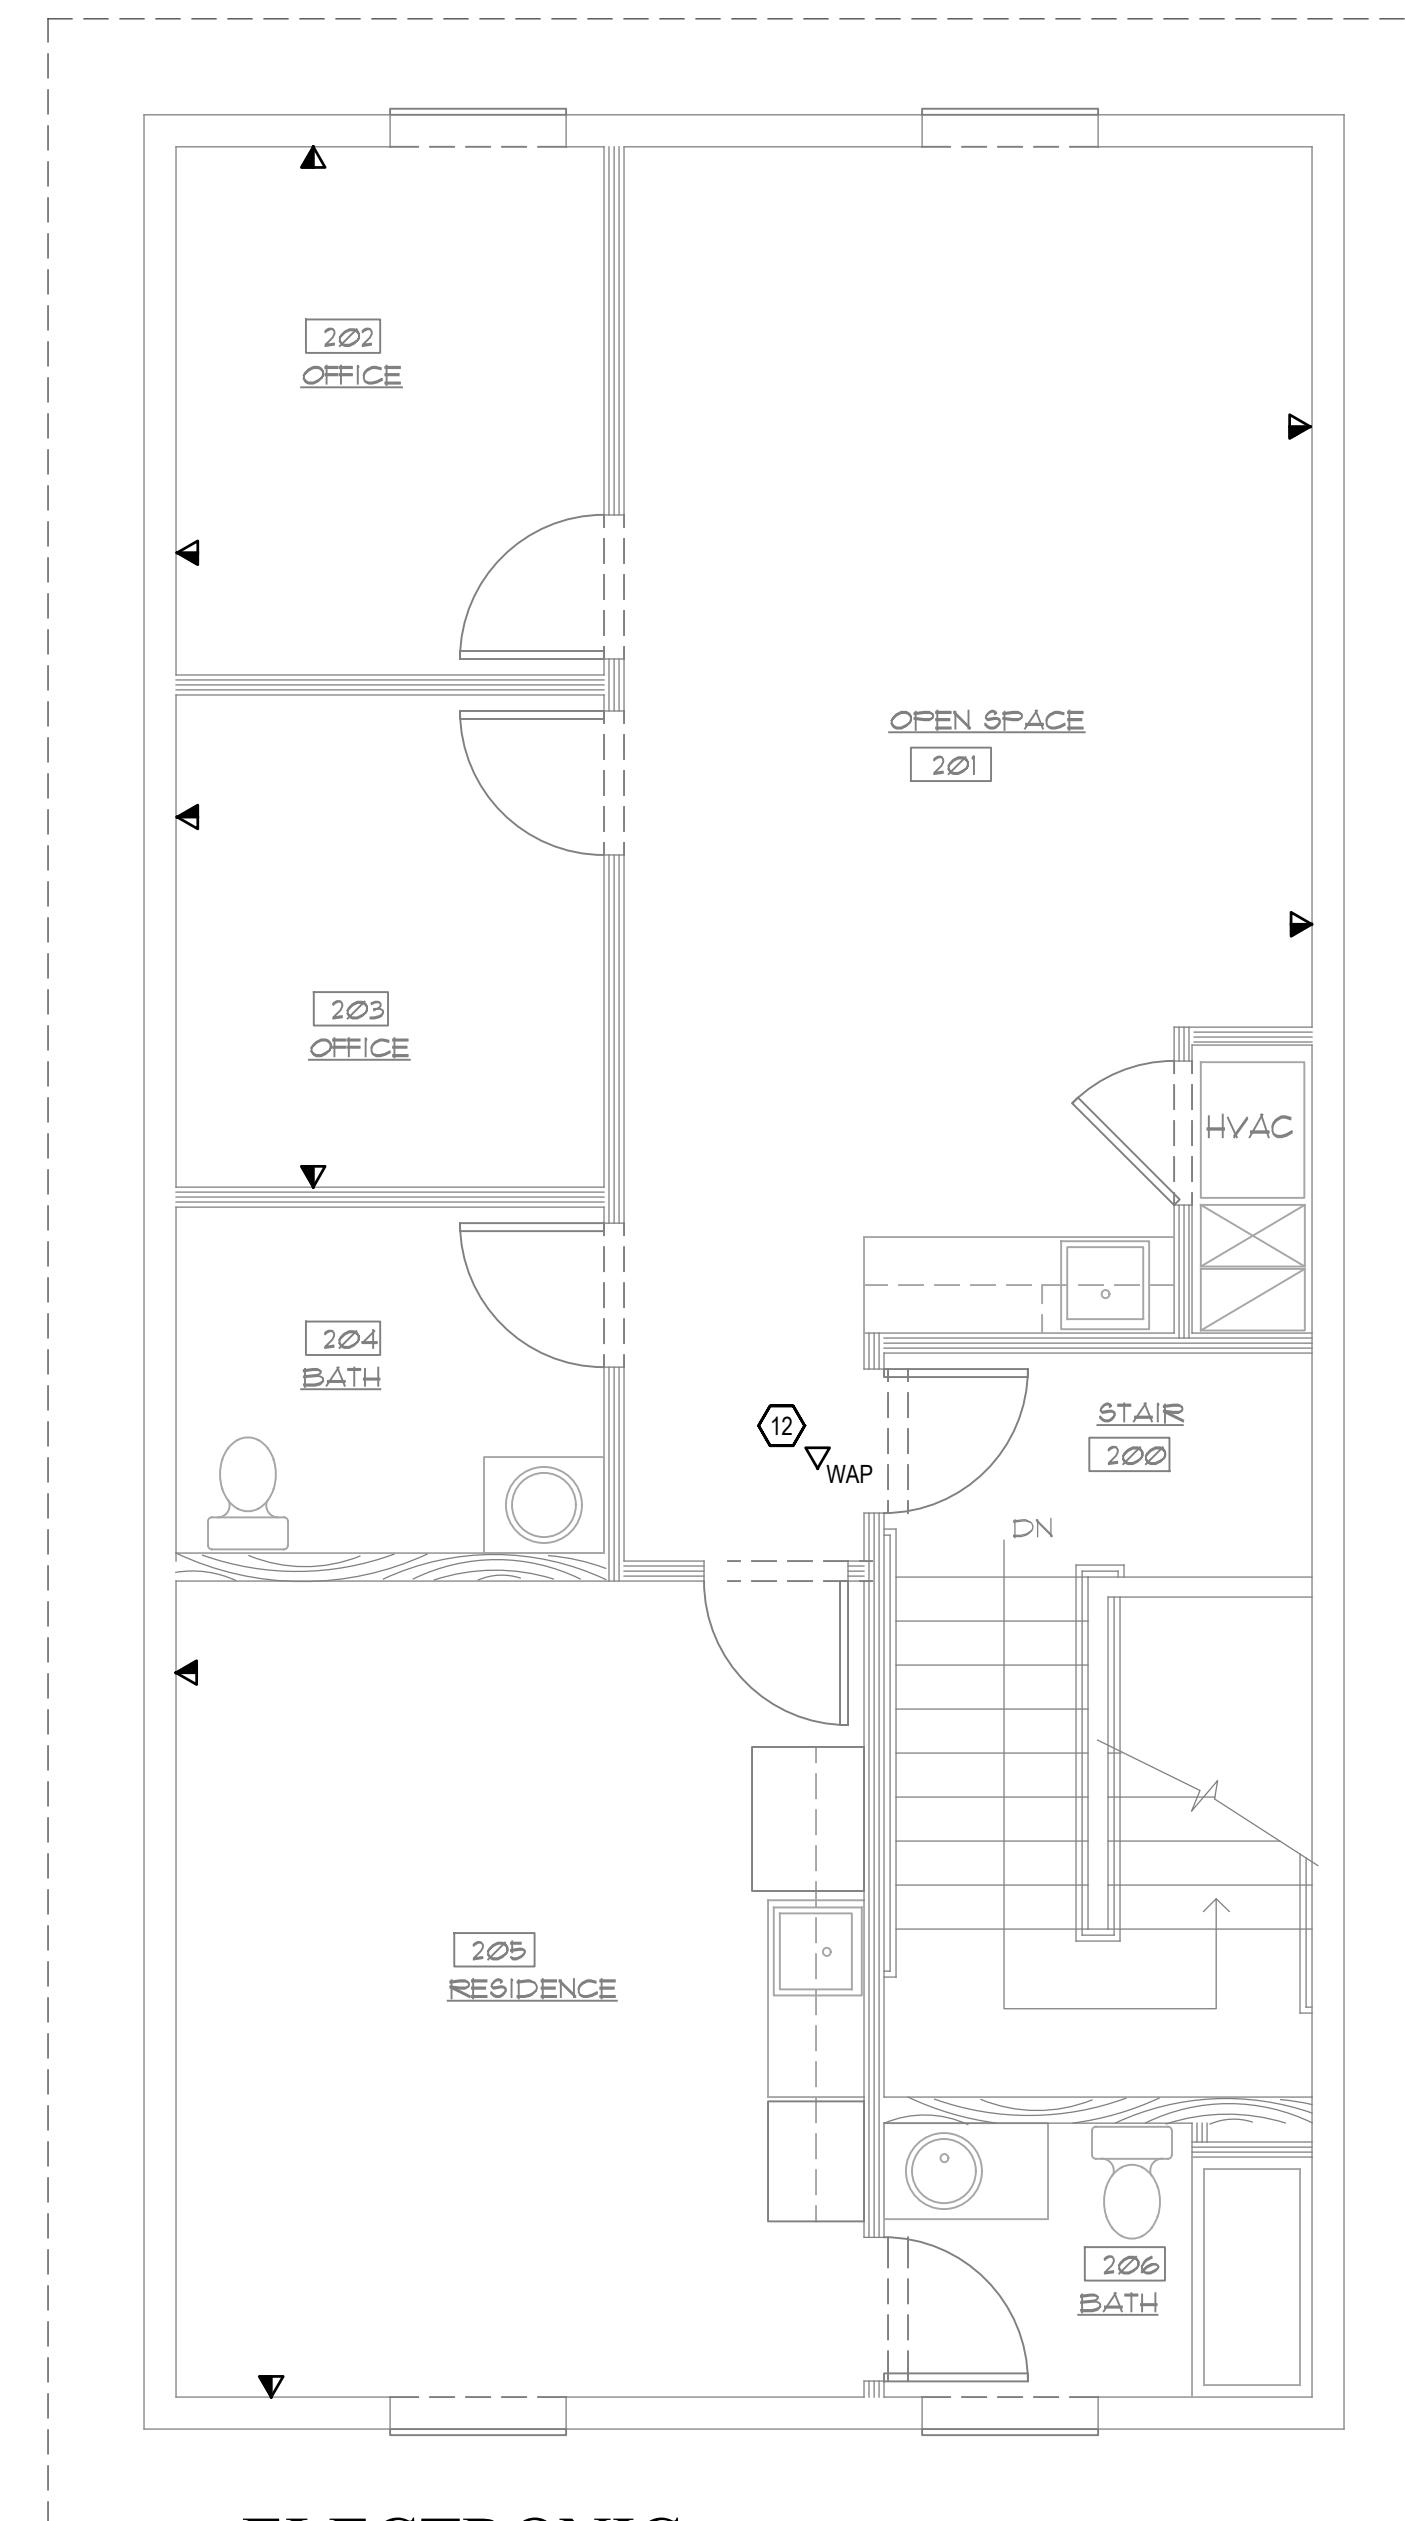 202
OFFICE
OPEN SPACE
201
203
OFFICE
HVAC
204
BATH
12
WAP
STAIR
200
DN
205
RESIDENCE
206
BATH